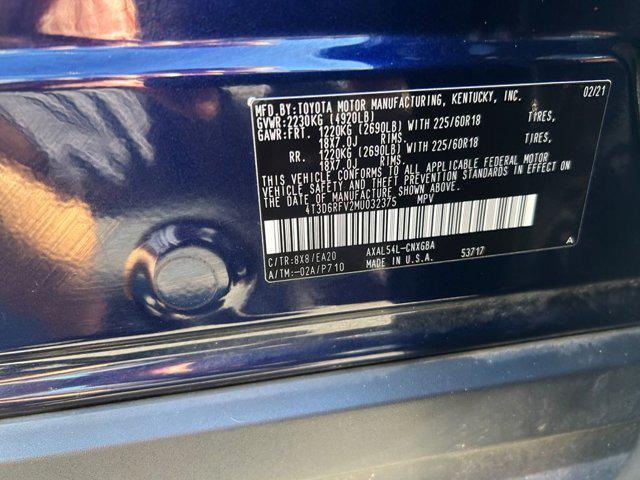 MFD.BY:TOYOTA MOTOR MANUFACTURING, KENTUCKY, INC. 02/21
GVWR:2230KG (4920LB)
GAWR:FRT. 1220KG (2690LB) WITH 225/60R18 TIRES,
18X7.0J RIMS.
RR. 1220KG (2690LB) WITH 225/60R18 TIRES,
18X7.0J RIMS.
THIS VEHICLE CONFORMS TO ALL APPLICABLE FEDERAL MOTOR
VEHICLE SAFETY AND THEFT PREVENTION STANDARDS IN EFFECT ON
THE DATE OF MANUFACTURE SHOWN ABOVE.
4T3D6RFV2MU032375 MPV
C/TR:8X8/EA20 AXAL54L-CNXGBA
A/TM:-02A/P710 MADE IN U.S.A. 53717 A